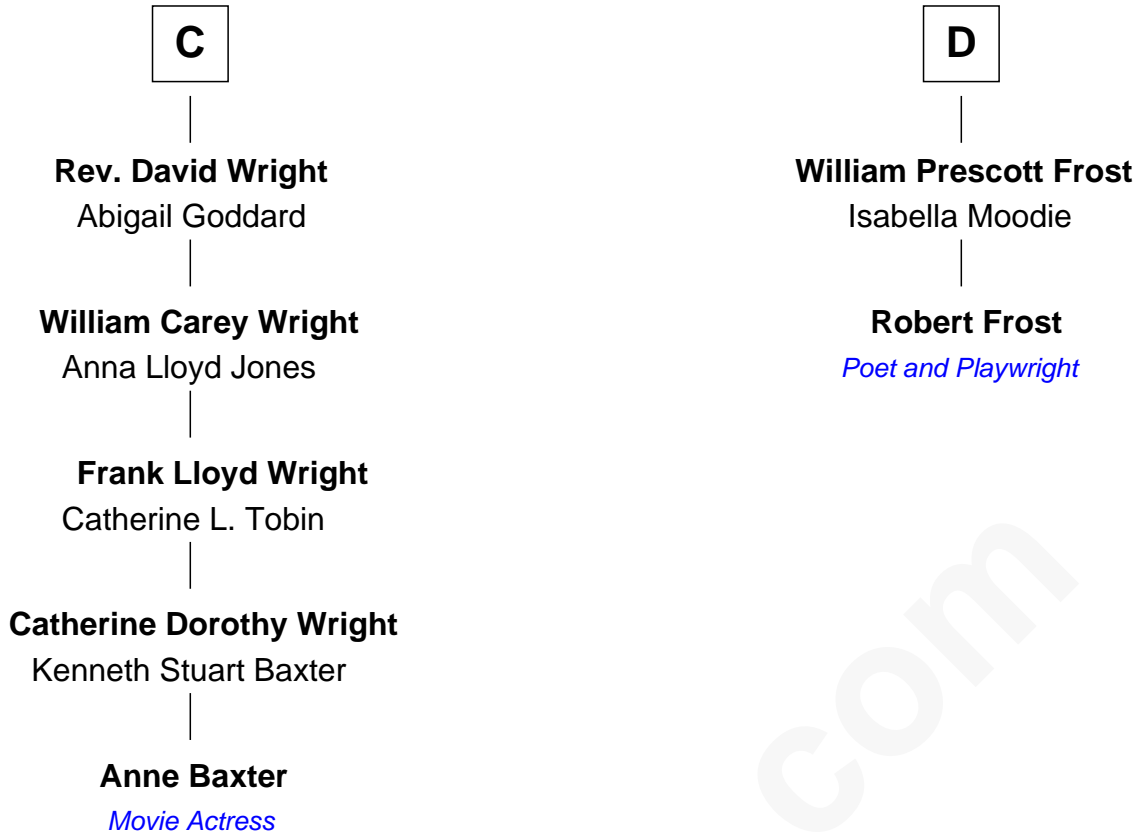 C
Rev. David Wright
Abigail Goddard
William Carey Wright
Anna Lloyd Jones
Frank Lloyd Wright
Catherine L. Tobin
Catherine Dorothy Wright
Kenneth Stuart Baxter
Anne Baxter
Movie Actress
D
William Prescott Frost
Isabella Moodie
Robert Frost
Poet and Playwright
com